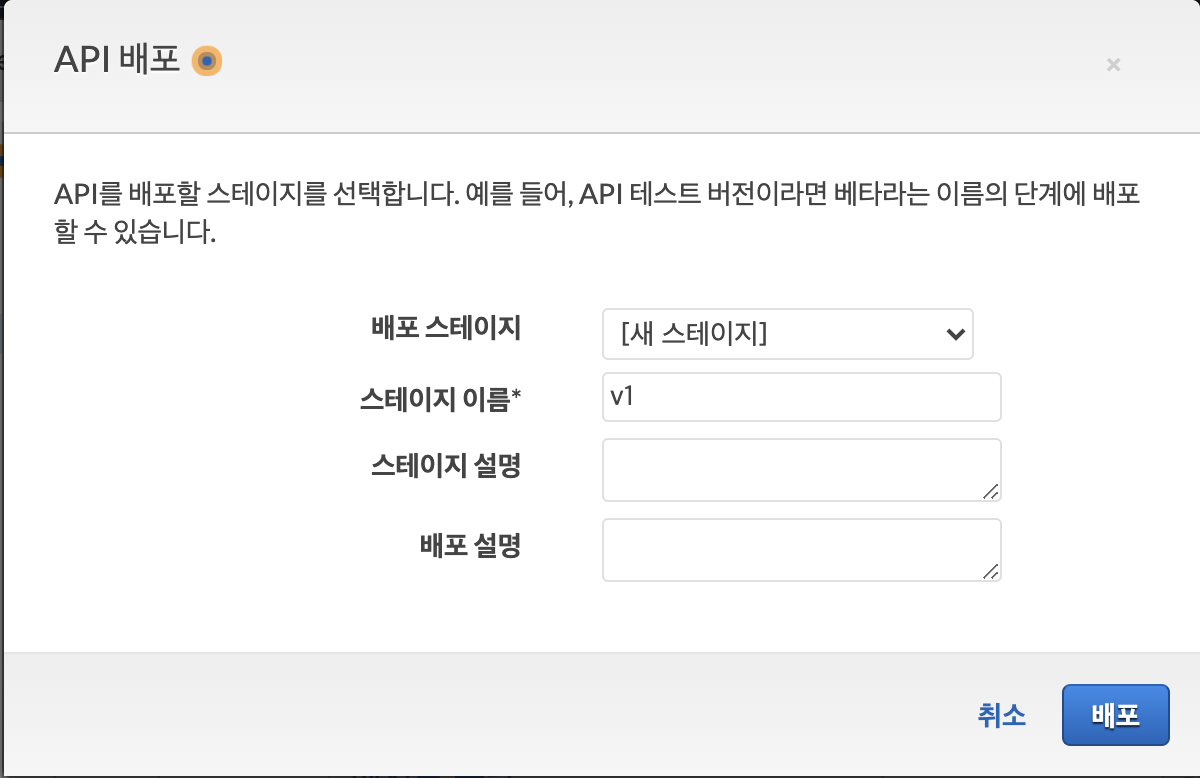 API 배포
×
API를 배포할 스테이지를 선택합니다. 예를 들어, API 테스트 버전이라면 베타라는 이름의 단계에 배포
할 수 있습니다.
배포 스테이지 [새 스테이지]
스테이지 이름* v1
스테이지 설명
배포 설명
취소 배포